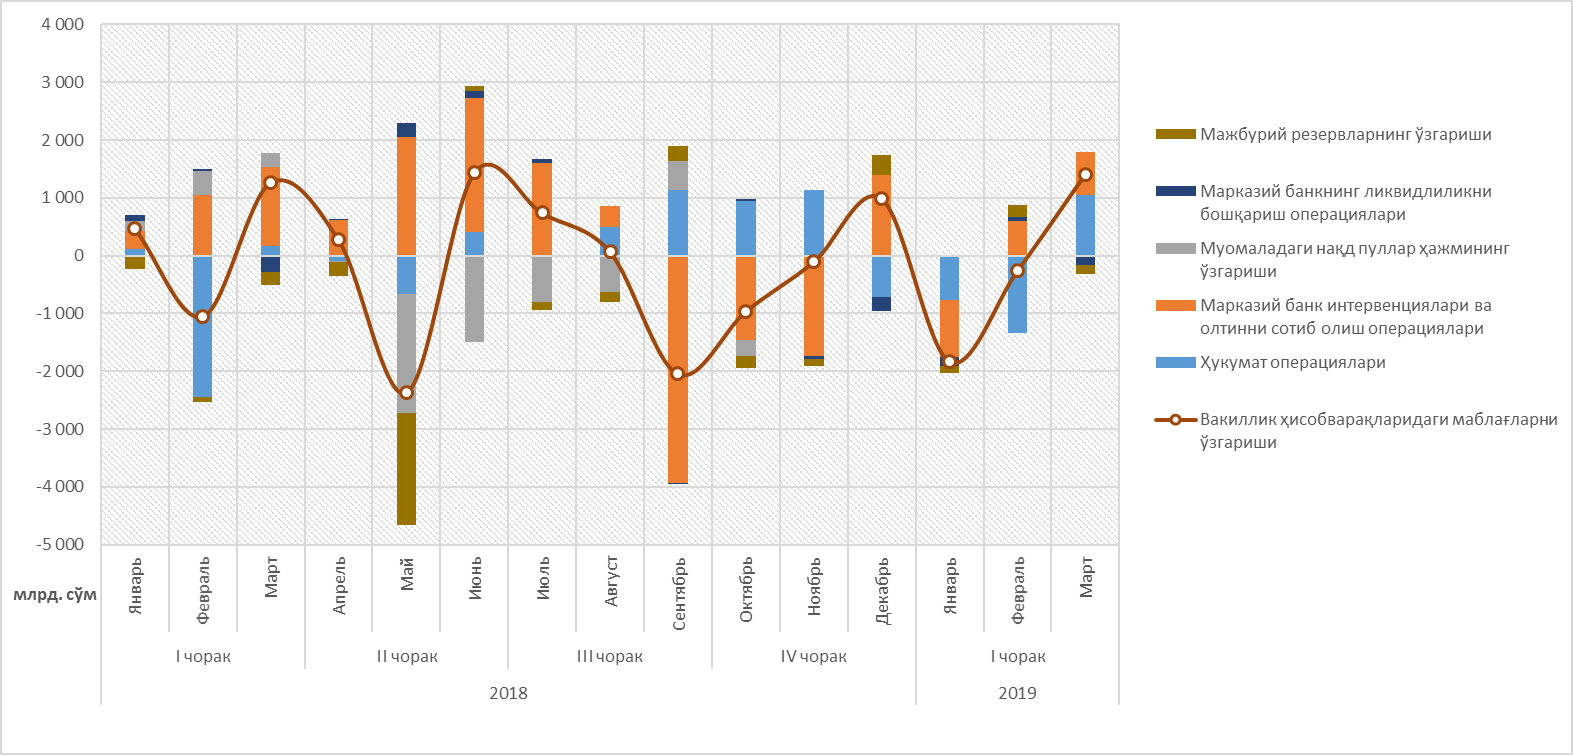 4 000
3 000
2 000
1 000
0
-1 000
-2 000
-3 000
-4 000
-5 000
млрд. сўм
Январь
Февраль
Март
Апрель
Май
Июнь
Июль
Август
Сентябрь
Октябрь
Ноябрь
Декабрь
Январь
Февраль
Март
I чорак
II чорак
III чорак
IV чорак
I чорак
2018
2019
Мажбурий резервларнинг ўзгариши
Марказий банкнинг ликвидлиликни
бошқариш операциялари
Муомаладаги нақд пуллар ҳажмининг
ўзгариши
Марказий банк интервенциялари ва
олтинни сотиб олиш операциялари
Ҳукумат операциялари
Вакиллик ҳисобварақларидаги маблағларни
ўзгариши